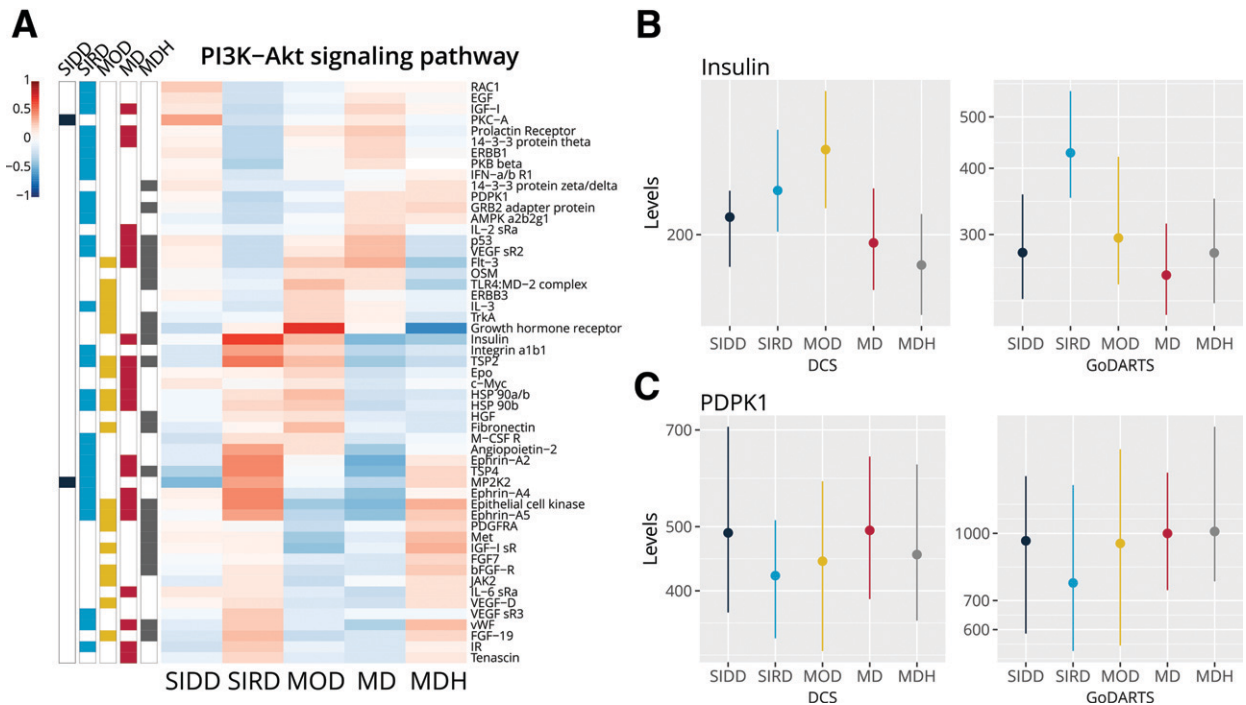 A
SIDD
SIRD
MOD
MD
MDH
PI3K−Akt signaling pathway
1
0.5
0
−0.5
−1
RAC1
EGF
IGF−I
PKC−A
Prolactin Receptor
14−3−3 protein theta
ERBB1
PKB beta
IFN−a/b R1
14−3−3 protein zeta/delta
PDPK1
GRB2 adapter protein
AMPK a2b2g1
IL−2 sRa
p53
VEGF sR2
Flt−3
OSM
TLR4:MD−2 complex
ERBB3
IL−3
TrkA
Growth hormone receptor
Insulin
Integrin a1b1
TSP2
Epo
c−Myc
HSP 90a/b
HSP 90b
HGF
Fibronectin
M−CSF R
Angiopoietin−2
Ephrin−A2
TSP4
MP2K2
Ephrin−A4
Epithelial cell kinase
Ephrin−A5
PDGFRA
Met
IGF−I sR
FGF7
bFGF−R
JAK2
IL−6 sRa
VEGF−D
VEGF sR3
vWF
FGF−19
IR
Tenascin
SIDD SIRD MOD MD MDH
B
Insulin
Levels
200
SIDD SIRD MOD MD MDH
DCS
500
400
300
SIDD SIRD MOD MD MDH
GoDARTS
C
PDPK1
Levels
700
500
400
SIDD SIRD MOD MD MDH
DCS
1000
700
600
SIDD SIRD MOD MD MDH
GoDARTS